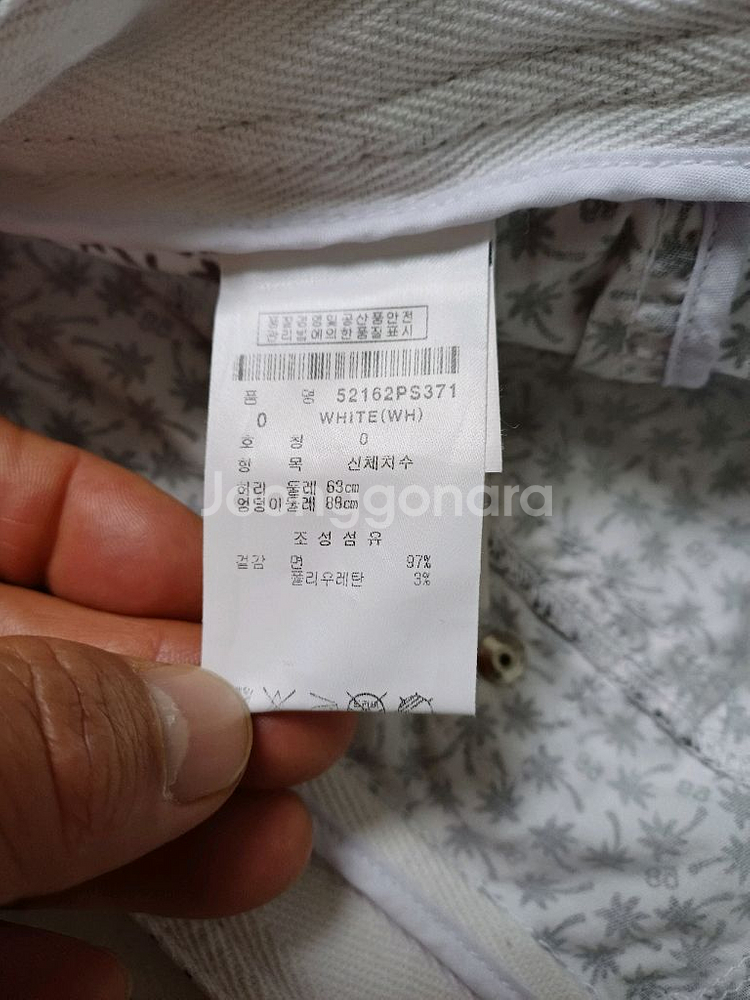 품질경영및공산품안전
관리법에의한품질표시
품 명 52162PS371
0 WHITE(WH)
호 칭 0
항 목 신체치수
허리 둘레 63cm
엉덩이둘레 88cm
Joonggonara
조성섬유
겉감 면 97%
폴리우레탄 3%